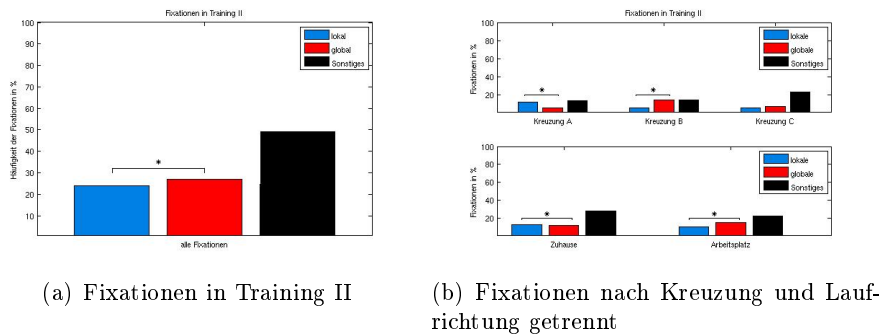 Fixationen in Training II
Häufigkeit der Fixationen in %
100
90
80
70
60
50
40
30
20
10
lokal
global
Sonstiges
*
alle Fixationen
(a) Fixationen in Training II
Fixationen in Training II
Fixationen in %
100
80
60
40
20
lokale
globale
Sonstiges
*
*
Kreuzung A
Kreuzung B
Kreuzung C
Fixationen in %
100
80
60
40
20
lokale
globale
Sonstiges
*
*
Zuhause
Arbeitsplatz
(b) Fixationen nach Kreuzung und Lauf-
richtung getrennt